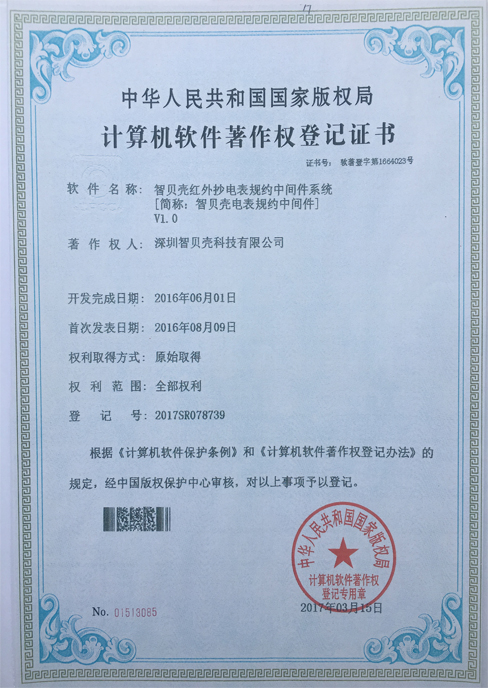 中华人民共和国国家版权局
计算机软件著作权登记证书
证书号： 软著登字第1664023号
软件名称： 智贝壳红外抄电表规约中间件系统
[简称：智贝壳电表规约中间件]
V1.0
著作权人： 深圳智贝壳科技有限公司
开发完成日期： 2016年06月01日
首次发表日期： 2016年08月09日
权利取得方式： 原始取得
权利范围： 全部权利
登记号： 2017SR078739
根据《计算机软件保护条例》和《计算机软件著作权登记办法》的
规定，经中国版权保护中心审核，对以上事项予以登记。
中华人民共和国国家版权局
计算机软件著作权
登记专用章
No. 01513085
2017年03月15日